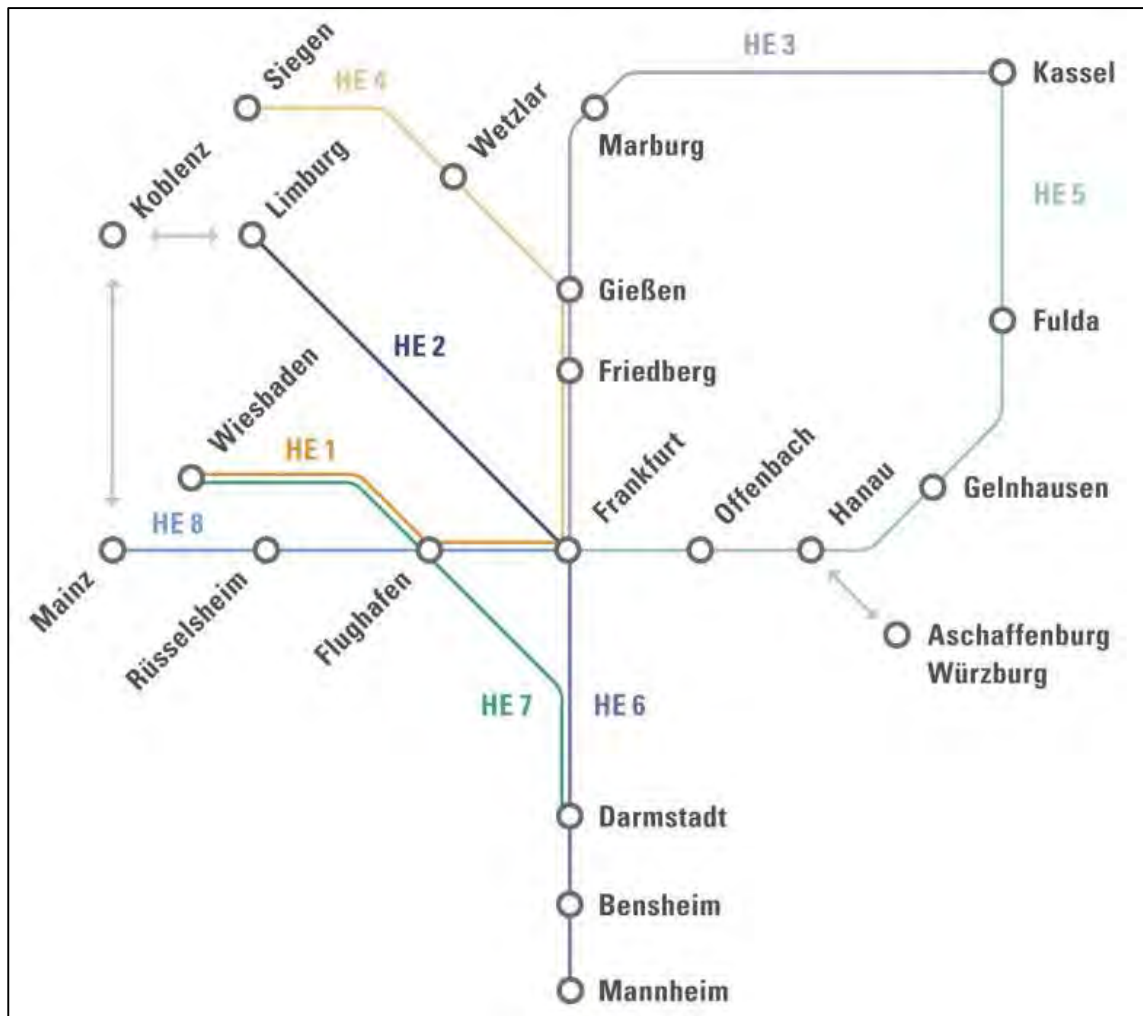 HE 3
Kassel
Siegen
HE 4
Wetzlar
Marburg
Koblenz
Limburg
HE 5
Gießen
Fulda
HE 2
Friedberg
Wiesbaden
HE 1
Frankfurt
Offenbach
Hanau
Gelnhausen
HE 8
Mainz
Rüsselsheim
Flughafen
Aschaffenburg
Würzburg
HE 7
HE 6
Darmstadt
Bensheim
Mannheim